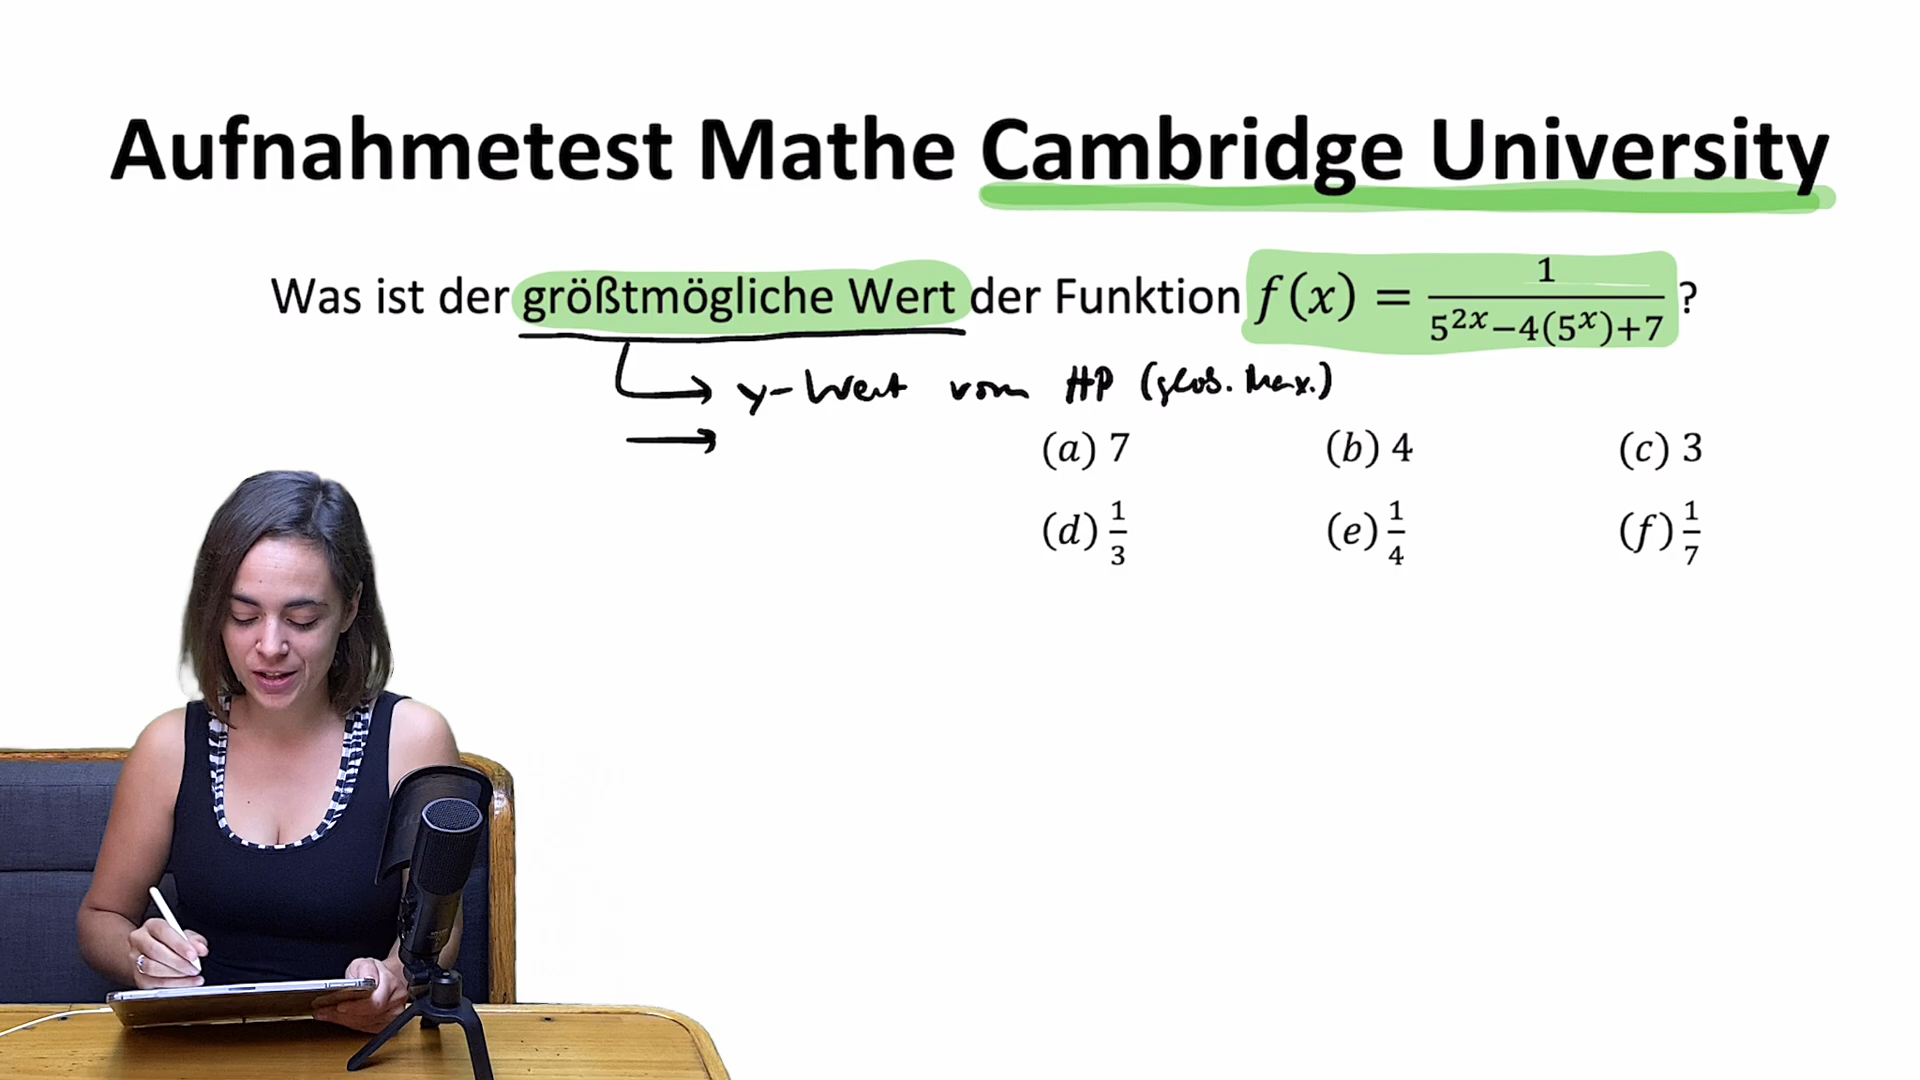 Aufnahmetest Mathe Cambridge University
Was ist der größtmögliche Wert der Funktion f(x) = 1/(5^{2x}−4(5^x)+7) ?
→ y-Wert vom HP (glob. Max.)
→
(a) 7 (b) 4 (c) 3
(d) 1/3 (e) 1/4 (f) 1/7